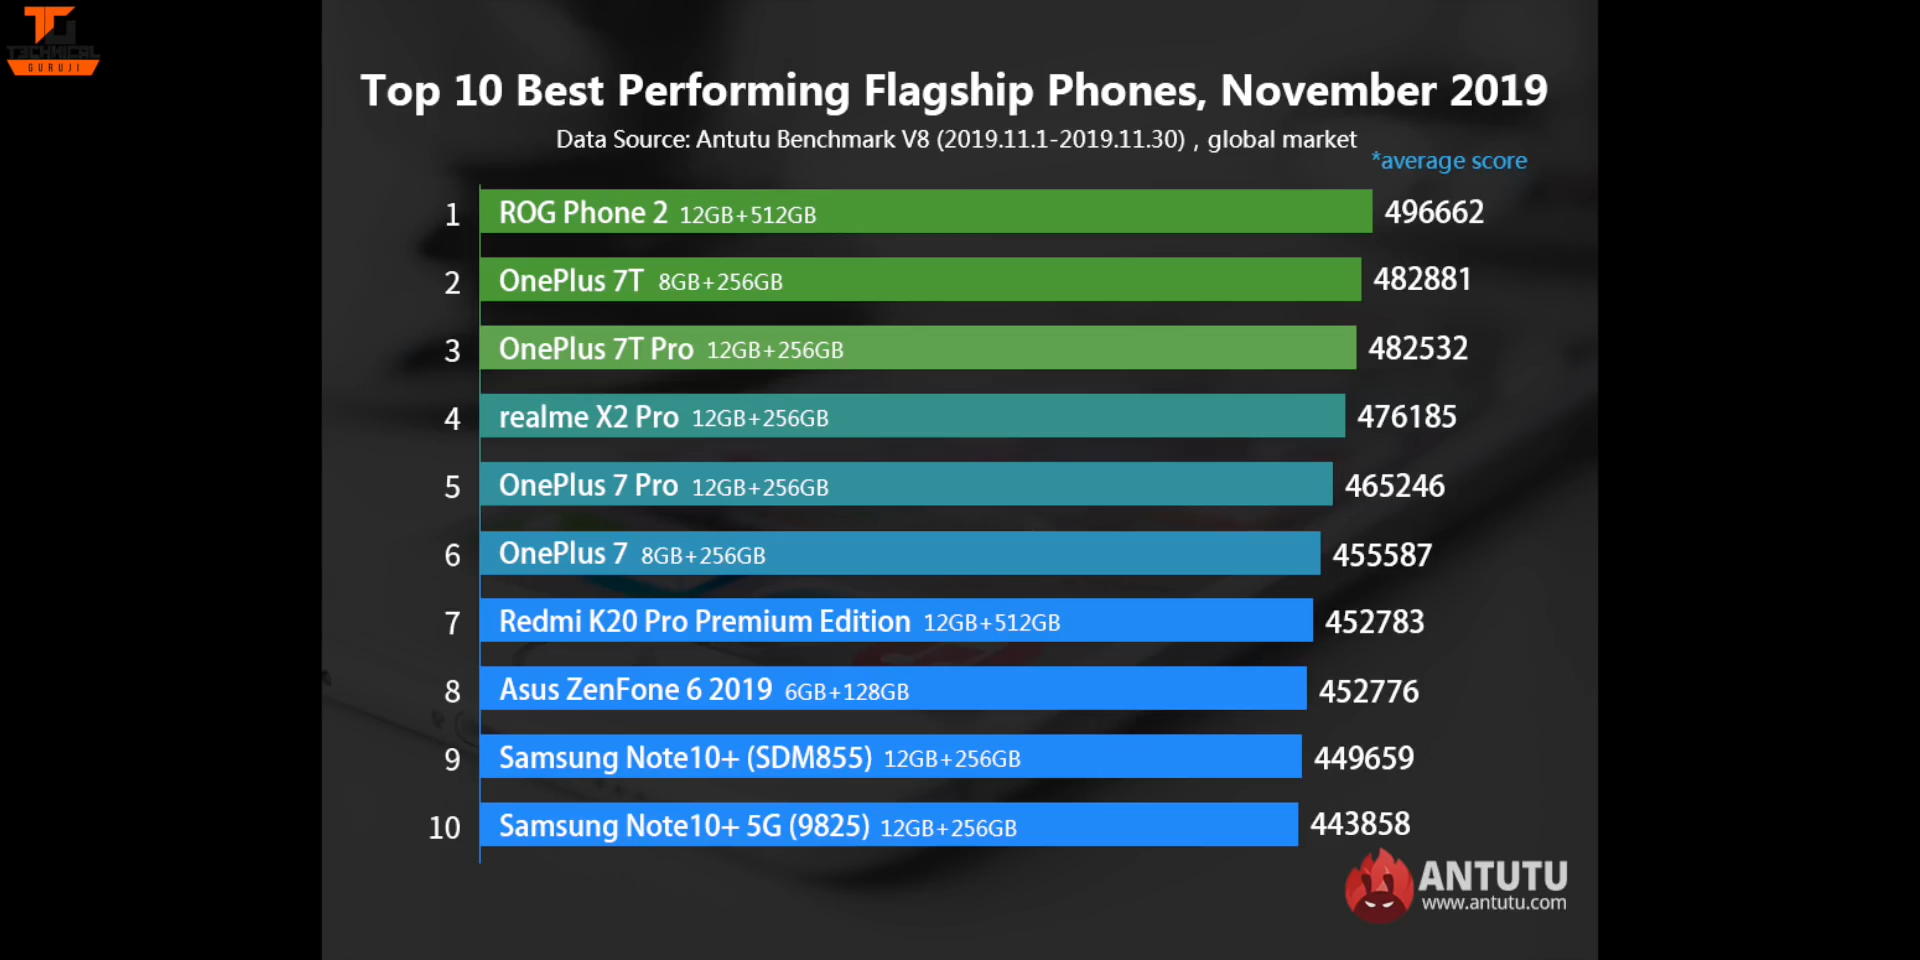 TECHNICAL
GURUJI
Top 10 Best Performing Flagship Phones, November 2019
Data Source: Antutu Benchmark V8 (2019.11.1-2019.11.30) , global market
*average score
1 ROG Phone 2 12GB+512GB 496662
2 OnePlus 7T 8GB+256GB 482881
3 OnePlus 7T Pro 12GB+256GB 482532
4 realme X2 Pro 12GB+256GB 476185
5 OnePlus 7 Pro 12GB+256GB 465246
6 OnePlus 7 8GB+256GB 455587
7 Redmi K20 Pro Premium Edition 12GB+512GB 452783
8 Asus ZenFone 6 2019 6GB+128GB 452776
9 Samsung Note10+ (SDM855) 12GB+256GB 449659
10 Samsung Note10+ 5G (9825) 12GB+256GB 443858
ANTUTU
www.antutu.com